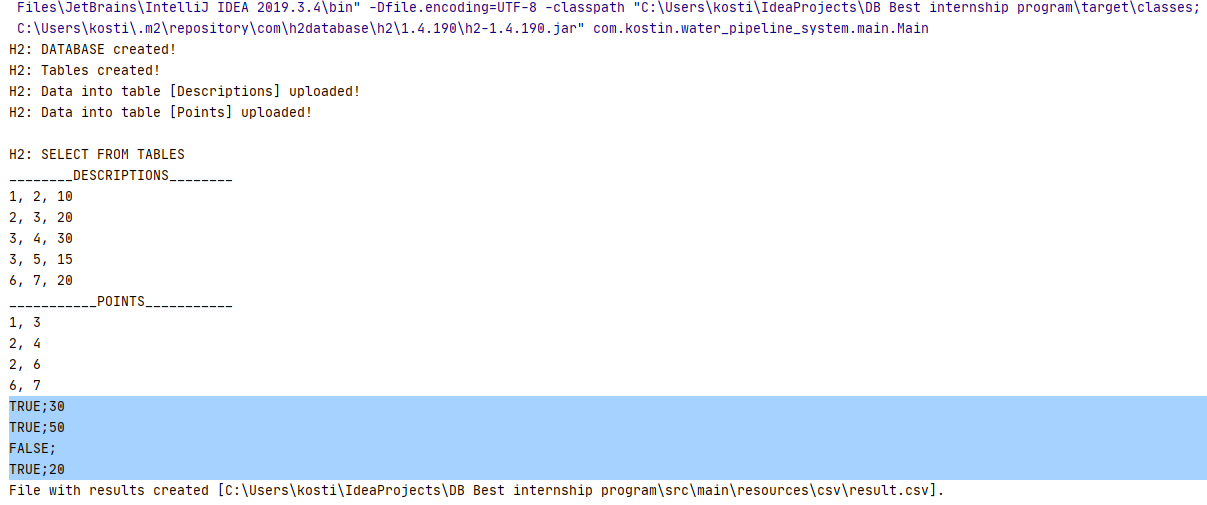 Files\JetBrains\IntelliJ IDEA 2019.3.4\bin" -Dfile.encoding=UTF-8 -classpath "C:\Users\kosti\IdeaProjects\DB Best internship program\target\classes;
C:\Users\kosti\.m2\repository\com\h2database\h2\1.4.190\h2-1.4.190.jar" com.kostin.water_pipeline_system.main.Main
H2: DATABASE created!
H2: Tables created!
H2: Data into table [Descriptions] uploaded!
H2: Data into table [Points] uploaded!

H2: SELECT FROM TABLES
________DESCRIPTIONS________
1, 2, 10
2, 3, 20
3, 4, 30
3, 5, 15
6, 7, 20
___________POINTS___________
1, 3
2, 4
2, 6
6, 7
TRUE;30
TRUE;50
FALSE;
TRUE;20
File with results created [C:\Users\kosti\IdeaProjects\DB Best internship program\src\main\resources\csv\result.csv].